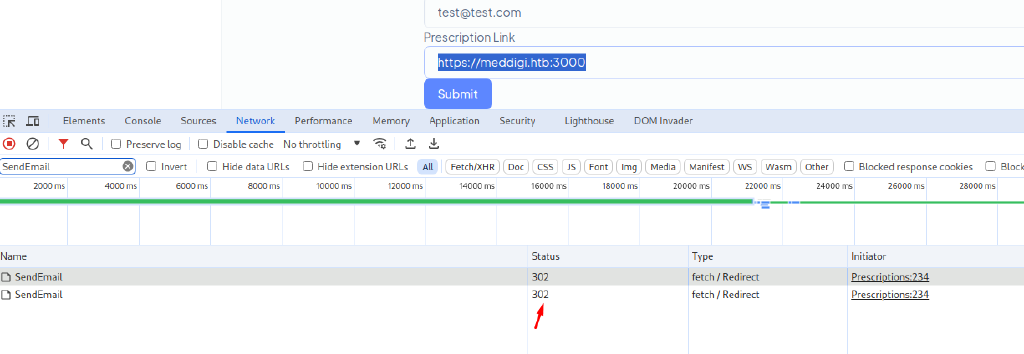 test@test.com
Prescription Link
https://meddigi.htb:3000
Submit
Elements Console Sources Network Performance Memory Application Security Lighthouse DOM Invader
Preserve log Disable cache No throttling
SendEmail Invert Hide data URLs Hide extension URLs All Fetch/XHR Doc CSS JS Font Img Media Manifest WS Wasm Other Blocked response cookies Block
2000 ms 4000 ms 6000 ms 8000 ms 10000 ms 12000 ms 14000 ms 16000 ms 18000 ms 20000 ms 22000 ms 24000 ms 26000 ms 28000 ms
Name Status Type Initiator
SendEmail 302 fetch / Redirect Prescriptions:234
SendEmail 302 fetch / Redirect Prescriptions:234